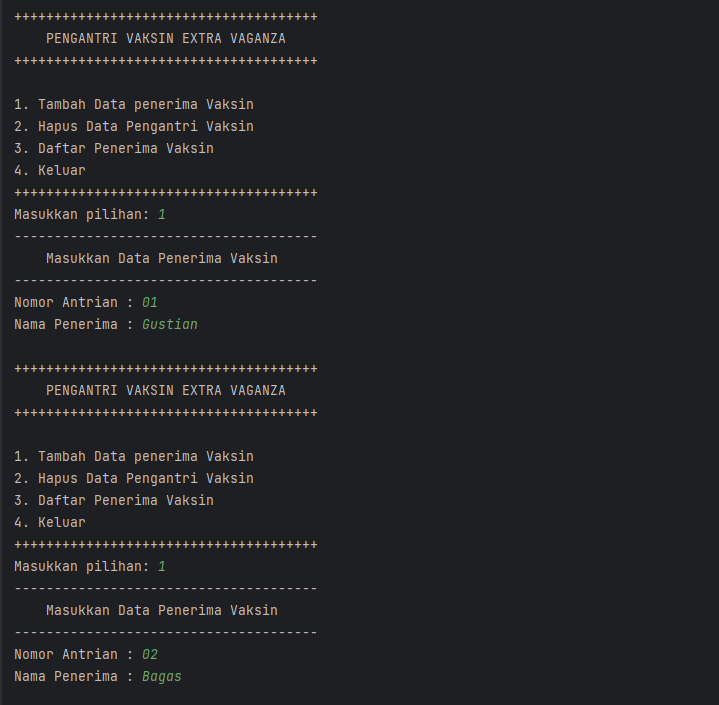 ++++++++++++++++++++++++++++++++++++++
PENGANTRI VAKSIN EXTRA VAGANZA
++++++++++++++++++++++++++++++++++++++
1. Tambah Data penerima Vaksin
2. Hapus Data Pengantri Vaksin
3. Daftar Penerima Vaksin
4. Keluar
++++++++++++++++++++++++++++++++++++++
Masukkan pilihan: 1
--------------------------------------
Masukkan Data Penerima Vaksin
--------------------------------------
Nomor Antrian : 01
Nama Penerima : Gustian
++++++++++++++++++++++++++++++++++++++
PENGANTRI VAKSIN EXTRA VAGANZA
++++++++++++++++++++++++++++++++++++++
1. Tambah Data penerima Vaksin
2. Hapus Data Pengantri Vaksin
3. Daftar Penerima Vaksin
4. Keluar
++++++++++++++++++++++++++++++++++++++
Masukkan pilihan: 1
--------------------------------------
Masukkan Data Penerima Vaksin
--------------------------------------
Nomor Antrian : 02
Nama Penerima : Bagas